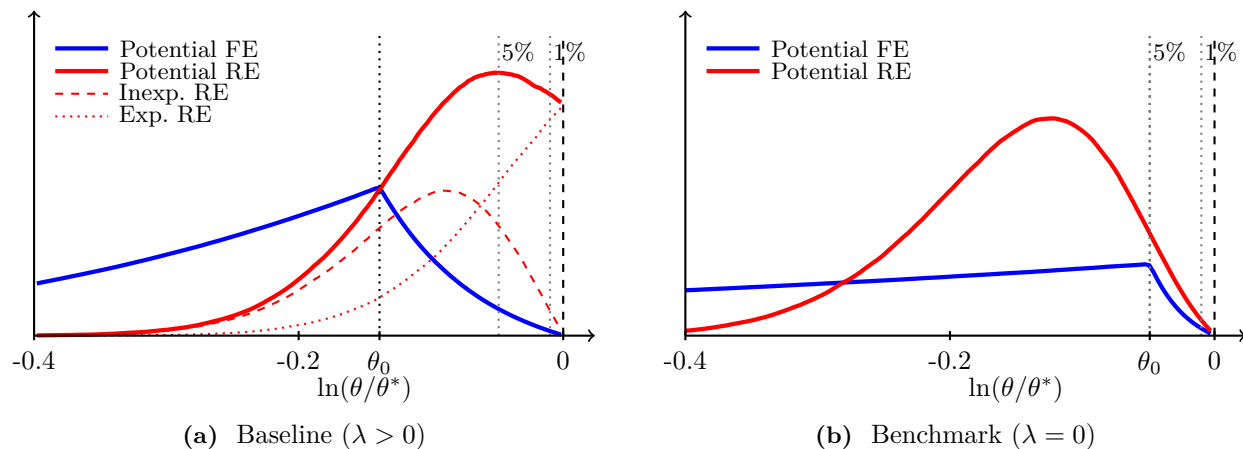 Potential FE
Potential RE
Inexp. RE
Exp. RE
5%
1%
-0.4
-0.2
θ₀
0
ln(θ/θ*)
(a) Baseline (λ > 0)
Potential FE
Potential RE
5%
1%
-0.4
-0.2
θ₀
0
ln(θ/θ*)
(b) Benchmark (λ = 0)